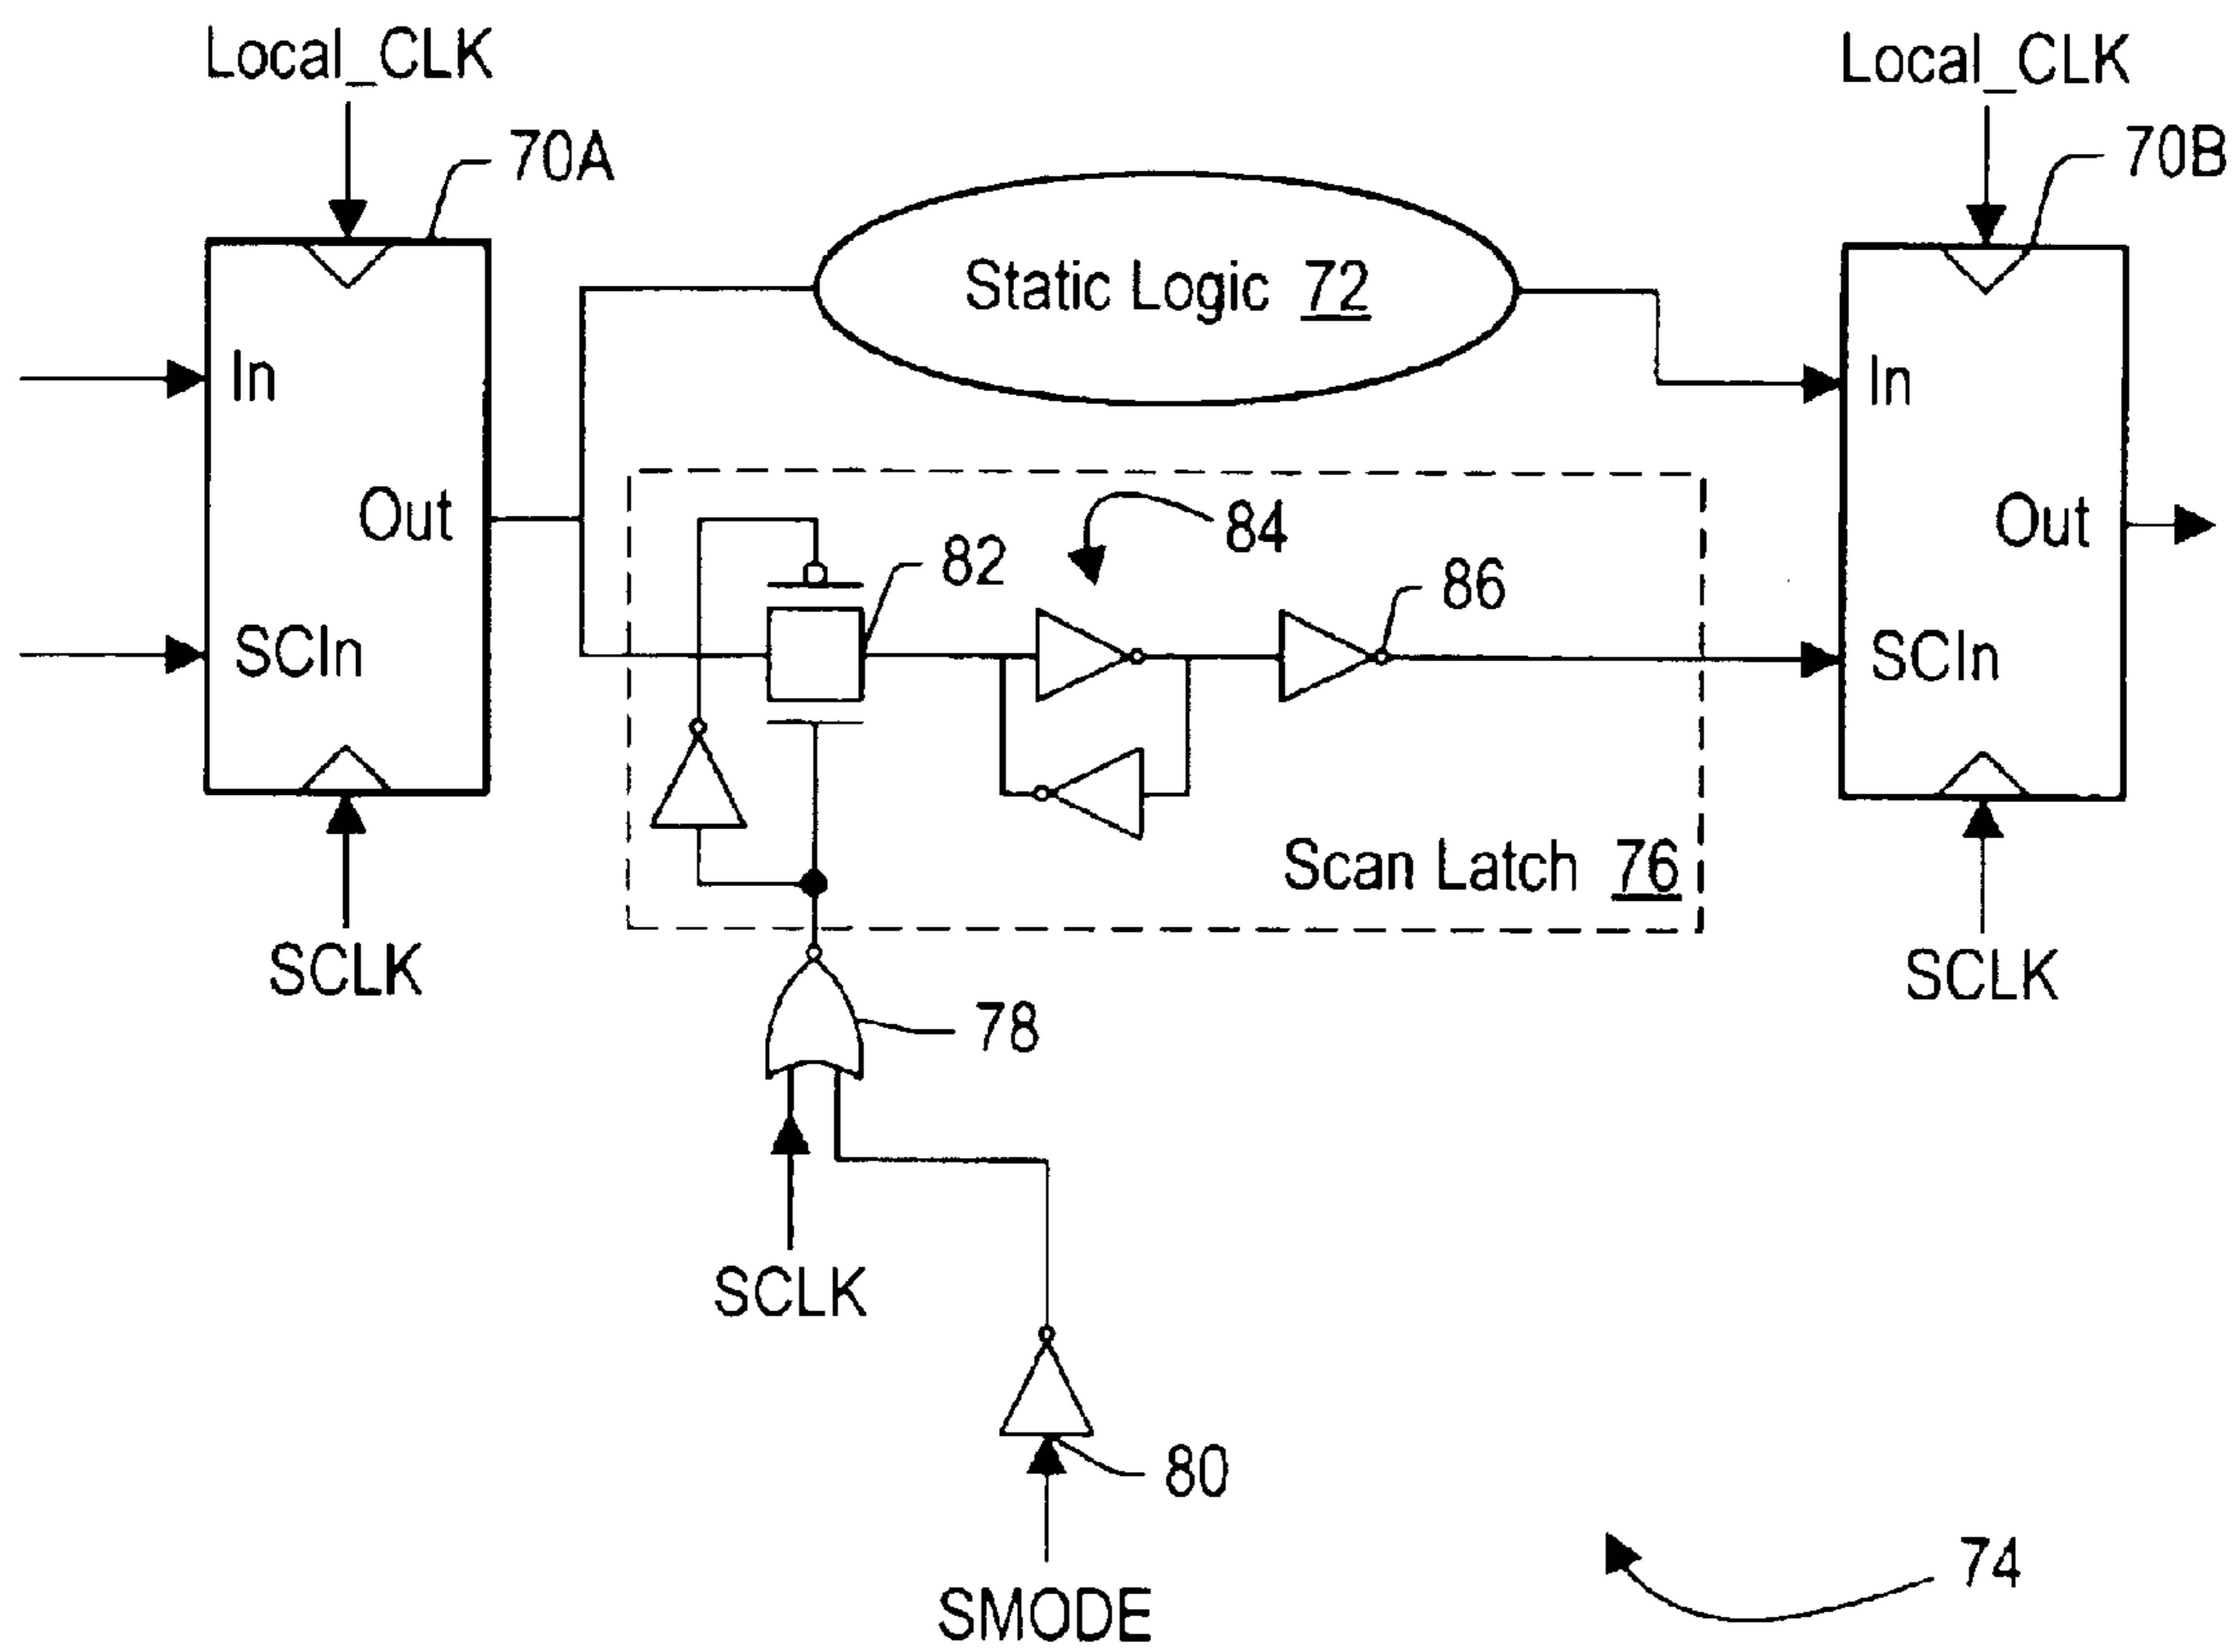 Local_CLK
Local_CLK
70A
70B
Static Logic 72
In
In
Out
84
Out
82
86
SCIn
SCIn
Scan Latch 76
SCLK
SCLK
78
SCLK
80
74
SMODE